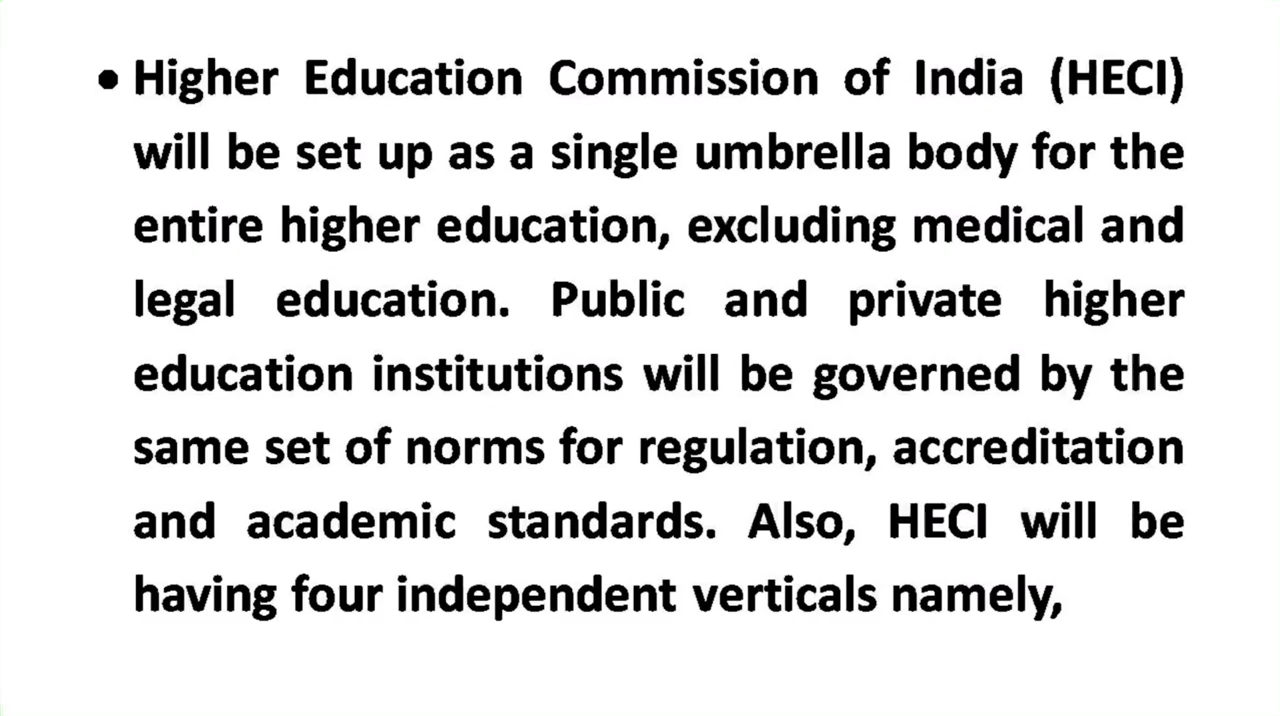 • Higher Education Commission of India (HECI)
will be set up as a single umbrella body for the
entire higher education, excluding medical and
legal education. Public and private higher
education institutions will be governed by the
same set of norms for regulation, accreditation
and academic standards. Also, HECI will be
having four independent verticals namely,